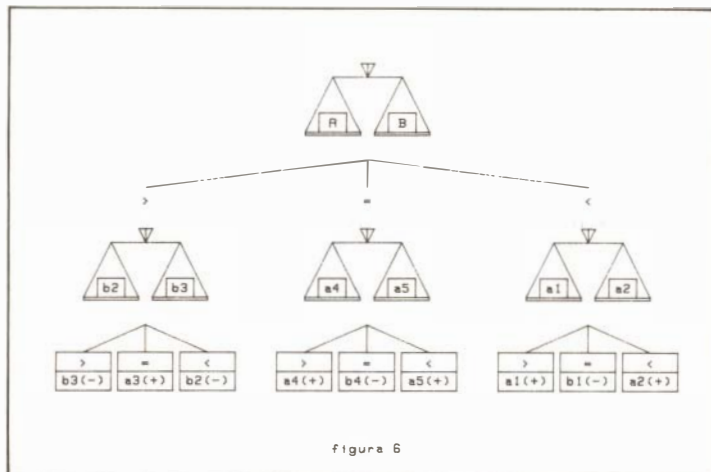 A B
> = <
b2 b3 a4 a5 a1 a2
> = < > = < > = <
b3(-) a3(+) b2(-) a4(+) b4(-) a5(+) a1(+) b1(-) a2(+)
figura 6